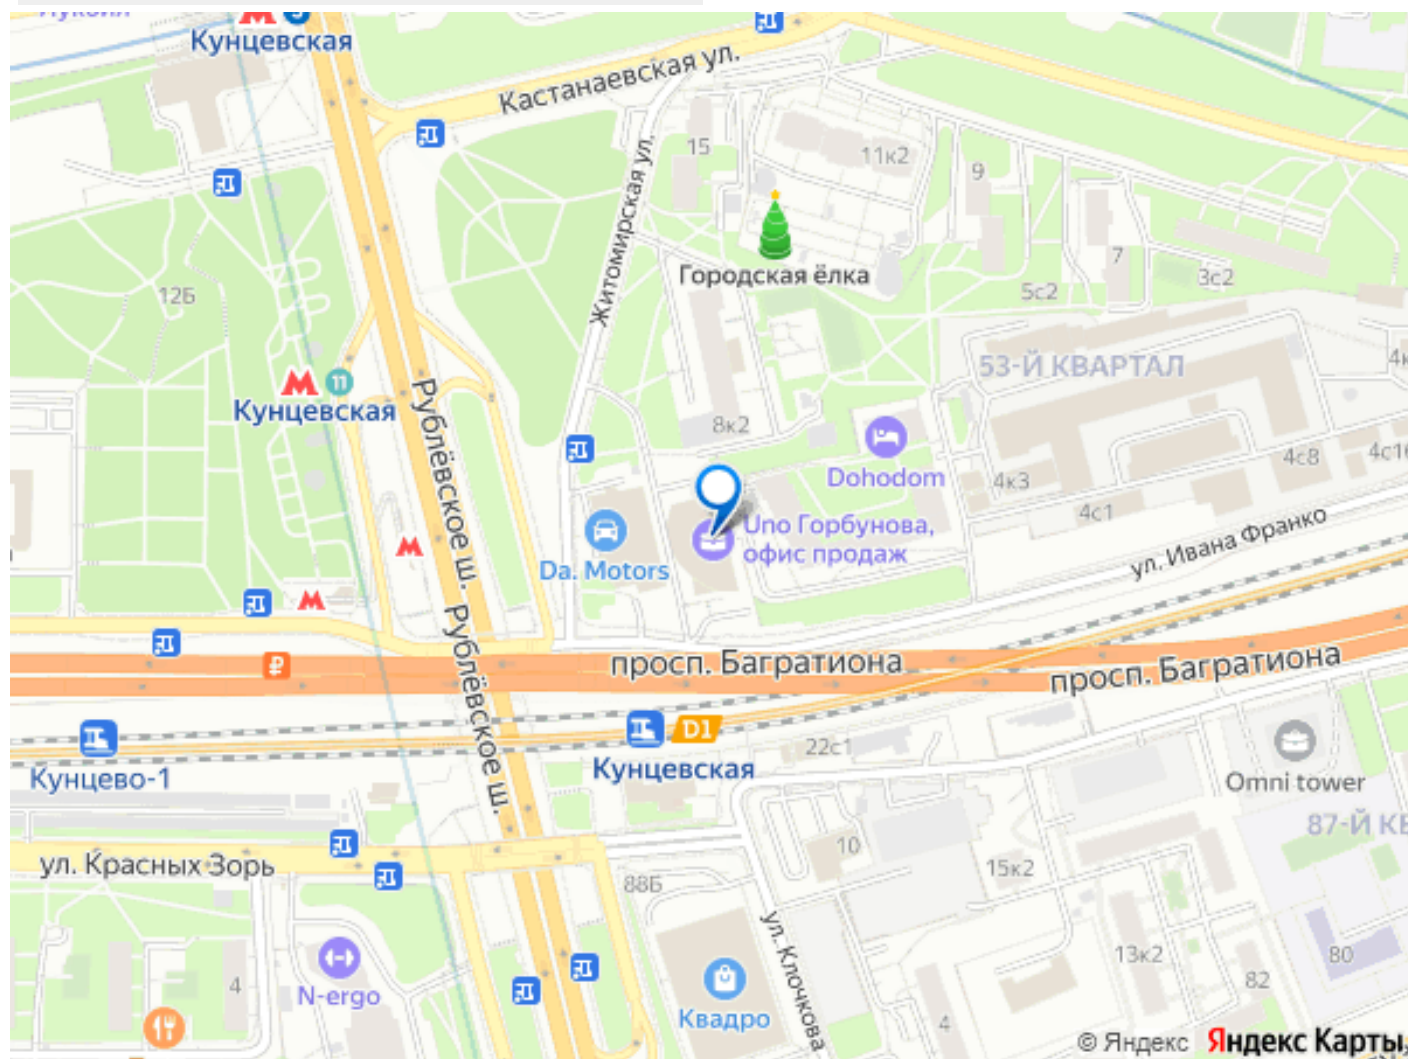 Кунцевская
Кастанаевская ул.
15
11к2
9
Житомирская ул.
7
Городская ёлка
3с2
5с2
12Б
53-Й КВАРТАЛ
11
Кунцевская
Рублёвское ш.
8к2
Dohodom
4к3
4с8
4с1
ул. Ивана Франко
Uno Горбунова,
офис продаж
Da. Motors
Рублёвское ш.
просп. Багратиона
просп. Багратиона
D1
22с1
Кунцевская
Кунцево-1
Omni tower
ул. Красных Зорь
10
15к2
88Б
ул. Клочкова
13к2
80
82
4
N-ergo
Квадро
4
© Яндекс Яндекс Карты